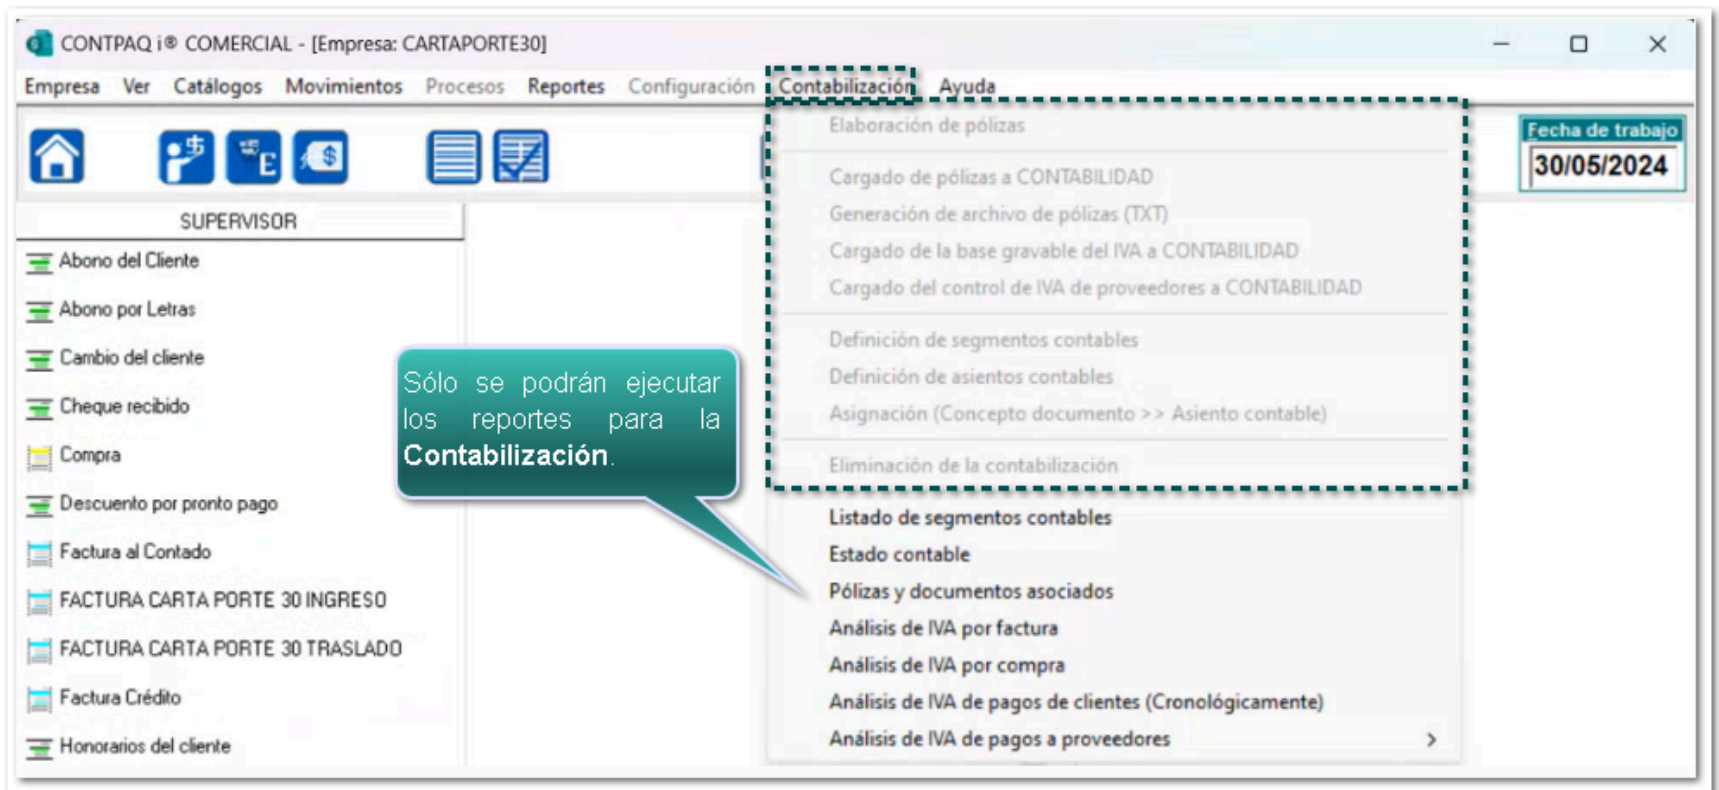 CONTPAQ i® COMERCIAL - [Empresa: CARTAPORTE30]
Empresa Ver Catálogos Movimientos Procesos Reportes Configuración Contabilización Ayuda
Fecha de trabajo
30/05/2024
SUPERVISOR
Abono del Cliente
Abono por Letras
Cambio del cliente
Cheque recibido
Compra
Descuento por pronto pago
Factura al Contado
FACTURA CARTA PORTE 30 INGRESO
FACTURA CARTA PORTE 30 TRASLADO
Factura Crédito
Honorarios del cliente
Sólo se podrán ejecutar
los reportes para la
Contabilización.
Elaboración de pólizas
Cargado de pólizas a CONTABILIDAD
Generación de archivo de pólizas (TXT)
Cargado de la base gravable del IVA a CONTABILIDAD
Cargado del control de IVA de proveedores a CONTABILIDAD
Definición de segmentos contables
Definición de asientos contables
Asignación (Concepto documento >> Asiento contable)
Eliminación de la contabilización
Listado de segmentos contables
Estado contable
Pólizas y documentos asociados
Análisis de IVA por factura
Análisis de IVA por compra
Análisis de IVA de pagos de clientes (Cronológicamente)
Análisis de IVA de pagos a proveedores